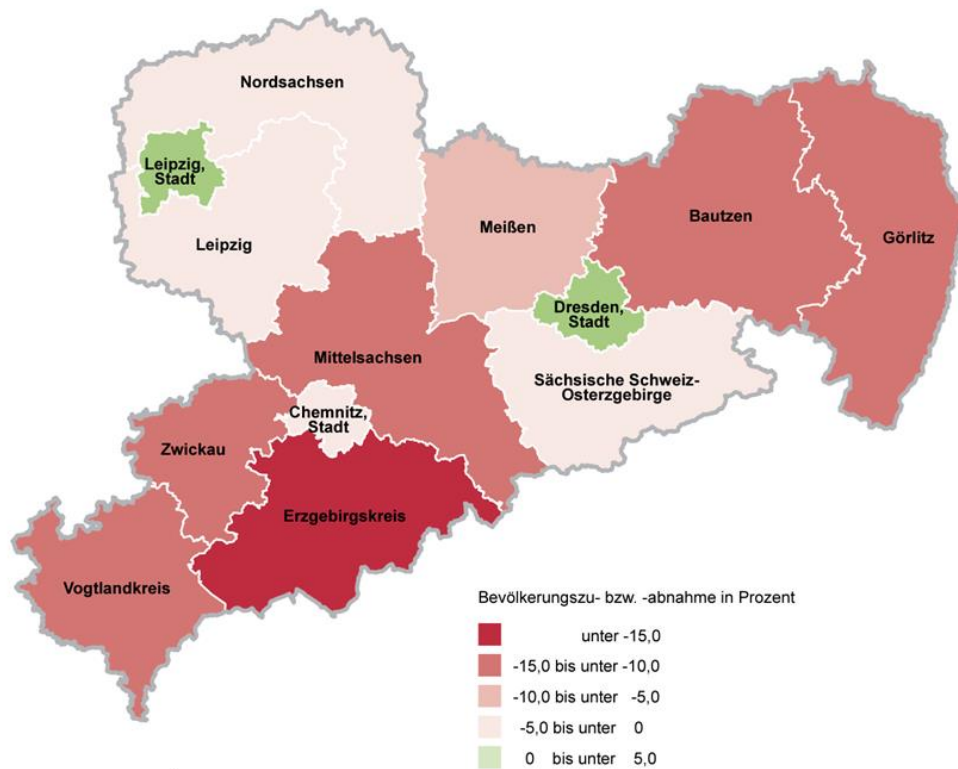 Nordsachsen
Leipzig,
Stadt
Leipzig
Meißen
Bautzen
Görlitz
Dresden,
Stadt
Mittelsachsen
Sächsische Schweiz-
Osterzgebirge
Chemnitz,
Stadt
Zwickau
Erzgebirgskreis
Vogtlandkreis
Bevölkerungszu- bzw. -abnahme in Prozent
unter -15,0
-15,0 bis unter -10,0
-10,0 bis unter -5,0
-5,0 bis unter 0
0 bis unter 5,0